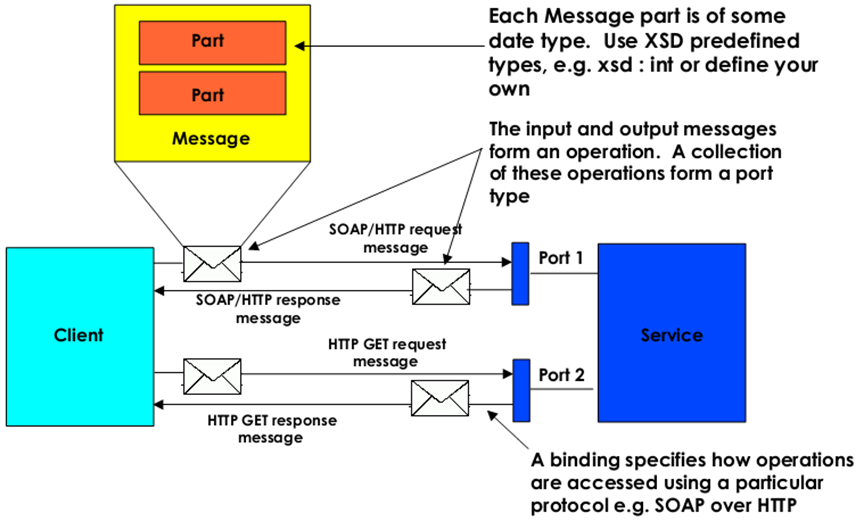 Part
Part
Message
Each Message part is of some
date type.  Use XSD predefined
types, e.g. xsd : int or define your
own
The input and output messages
form an operation.  A collection
of these operations form a port
type
SOAP/HTTP request
message
Port 1
SOAP/HTTP response
message
Client
Service
HTTP GET request
message
Port 2
HTTP GET response
message
A binding specifies how operations
are accessed using a particular
protocol e.g. SOAP over HTTP